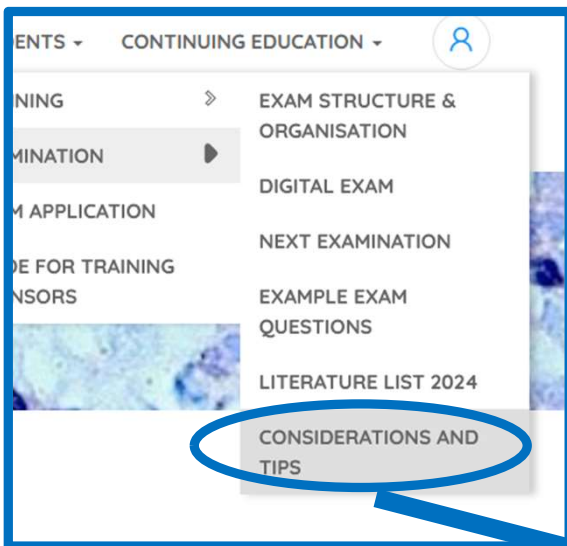 DENTS CONTINUING EDUCATION
NING
MINATION
M APPLICATION
DE FOR TRAINING
NSORS
EXAM STRUCTURE &
ORGANISATION
DIGITAL EXAM
NEXT EXAMINATION
EXAMPLE EXAM
QUESTIONS
LITERATURE LIST 2024
CONSIDERATIONS AND
TIPS